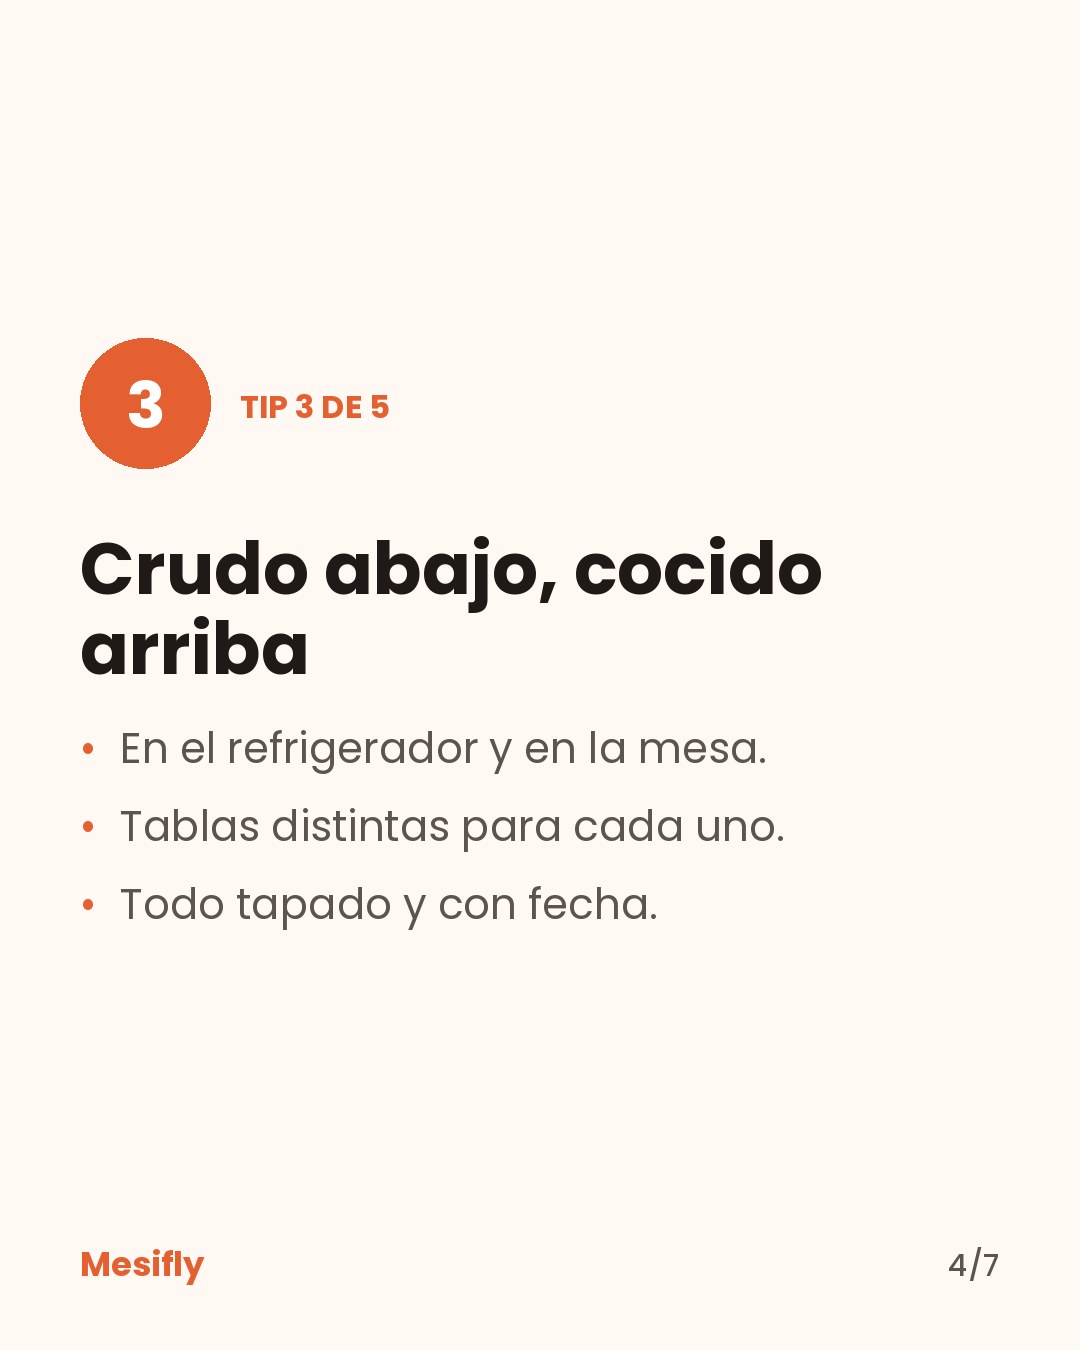 3
TIP 3 DE 5
Crudo abajo, cocido
arriba
• En el refrigerador y en la mesa.
• Tablas distintas para cada uno.
• Todo tapado y con fecha.
Mesifly
4/7